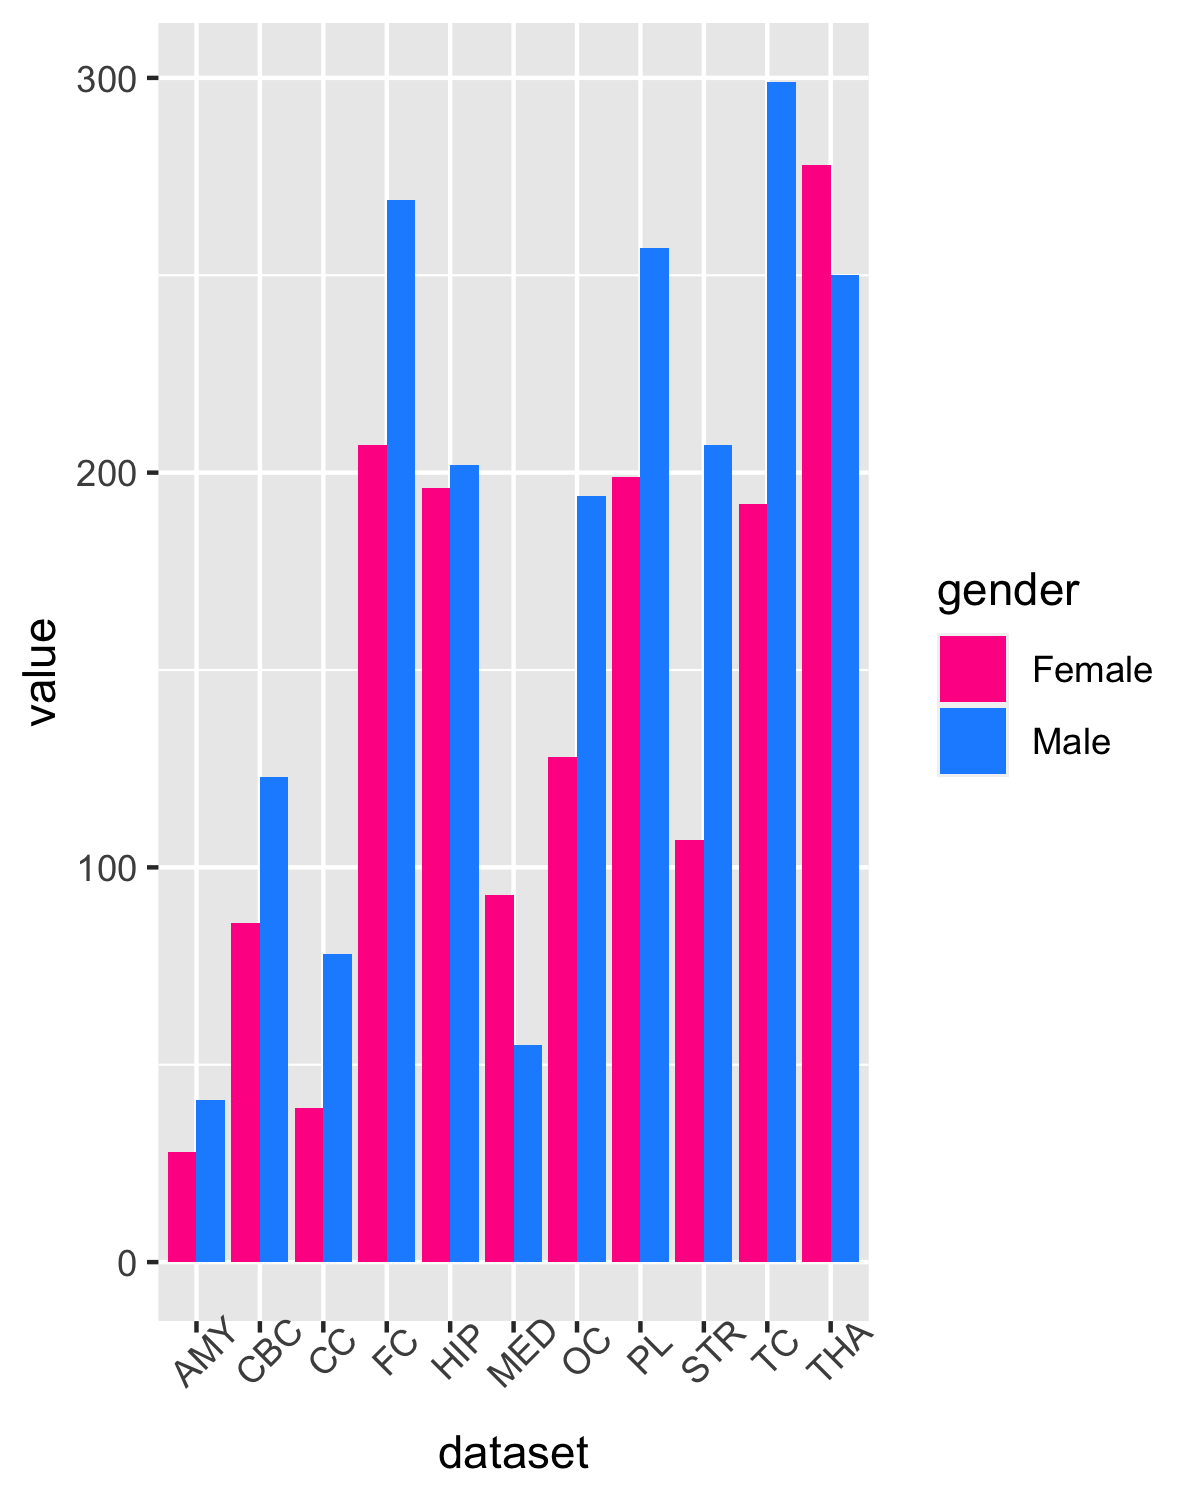 300
200
100
0
value
AMY CBC CC FC HIP MED OC PL STR TC THA
dataset
gender
Female
Male